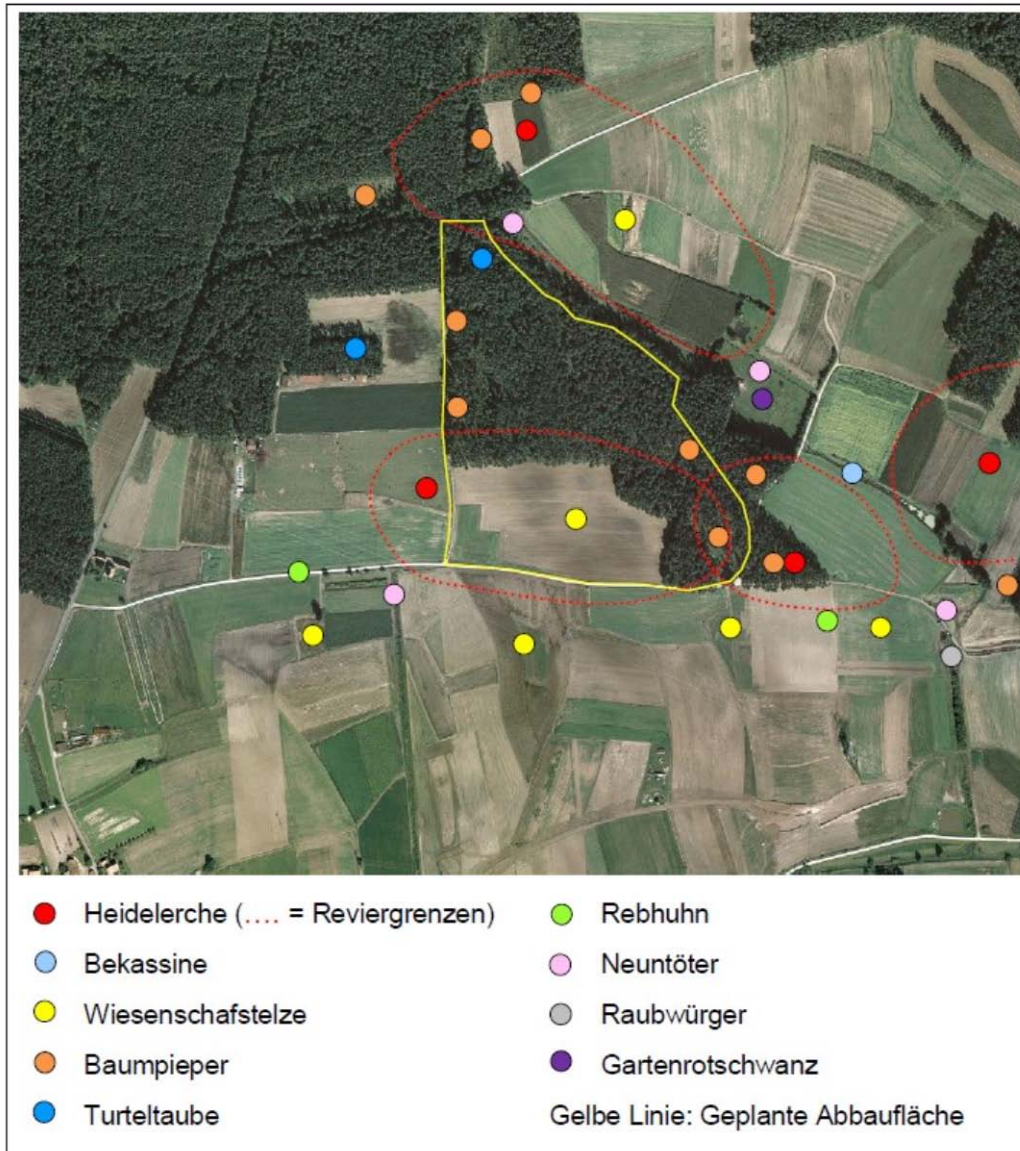 Heidelerche (.... = Reviergrenzen)
Bekassine
Wiesenschafstelze
Baumpieper
Turteltaube
Rebhuhn
Neuntöter
Raubwürger
Gartenrotschwanz
Gelbe Linie: Geplante Abbaufläche